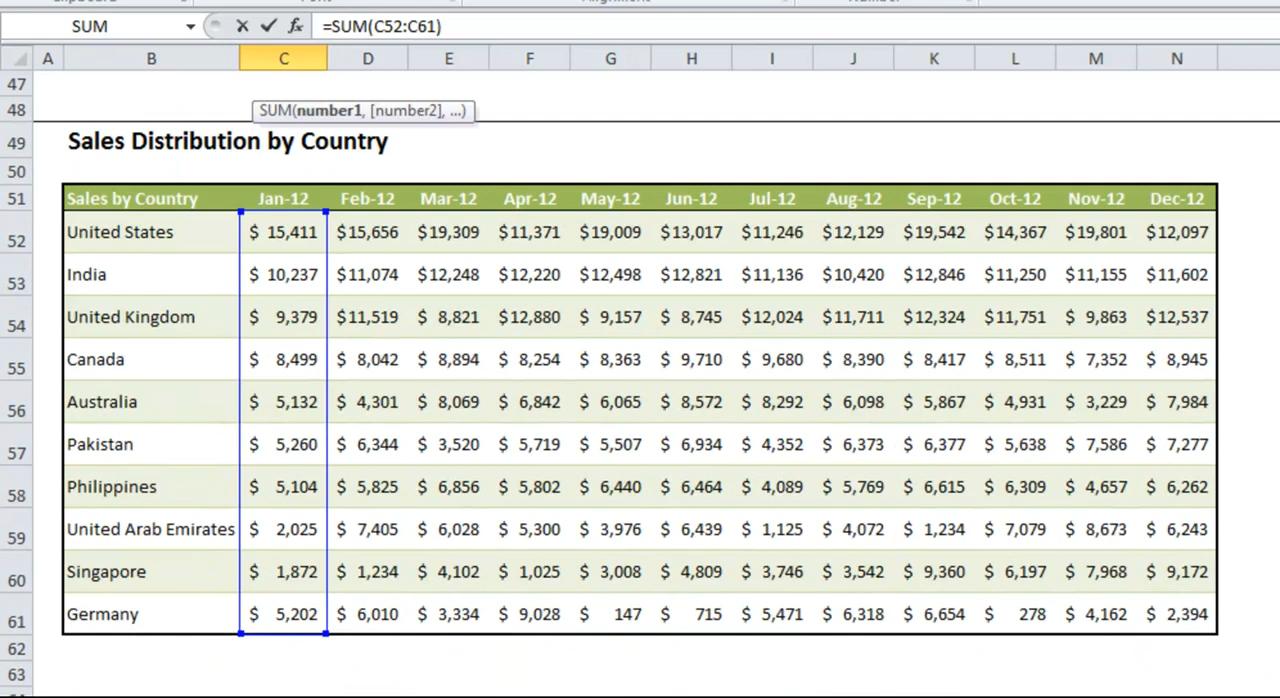 SUM =SUM(C52:C61)
A B C D E F G H I J K L M N
47
48 SUM(number1, [number2], ...)
49 Sales Distribution by Country
50
51 Sales by Country Jan-12 Feb-12 Mar-12 Apr-12 May-12 Jun-12 Jul-12 Aug-12 Sep-12 Oct-12 Nov-12 Dec-12
52 United States $ 15,411 $15,656 $19,309 $11,371 $19,009 $13,017 $11,246 $12,129 $19,542 $14,367 $19,801 $12,097
53 India $ 10,237 $11,074 $12,248 $12,220 $12,498 $12,821 $11,136 $10,420 $12,846 $11,250 $11,155 $11,602
54 United Kingdom $ 9,379 $11,519 $ 8,821 $12,880 $ 9,157 $ 8,745 $12,024 $11,711 $12,324 $11,751 $ 9,863 $12,537
55 Canada $ 8,499 $ 8,042 $ 8,894 $ 8,254 $ 8,363 $ 9,710 $ 9,680 $ 8,390 $ 8,417 $ 8,511 $ 7,352 $ 8,945
56 Australia $ 5,132 $ 4,301 $ 8,069 $ 6,842 $ 6,065 $ 8,572 $ 8,292 $ 6,098 $ 5,867 $ 4,931 $ 3,229 $ 7,984
57 Pakistan $ 5,260 $ 6,344 $ 3,520 $ 5,719 $ 5,507 $ 6,934 $ 4,352 $ 6,373 $ 6,377 $ 5,638 $ 7,586 $ 7,277
58 Philippines $ 5,104 $ 5,825 $ 6,856 $ 5,802 $ 6,440 $ 6,464 $ 4,089 $ 5,769 $ 6,615 $ 6,309 $ 4,657 $ 6,262
59 United Arab Emirates $ 2,025 $ 7,405 $ 6,028 $ 5,300 $ 3,976 $ 6,439 $ 1,125 $ 4,072 $ 1,234 $ 7,079 $ 8,673 $ 6,243
60 Singapore $ 1,872 $ 1,234 $ 4,102 $ 1,025 $ 3,008 $ 4,809 $ 3,746 $ 3,542 $ 9,360 $ 6,197 $ 7,968 $ 9,172
61 Germany $ 5,202 $ 6,010 $ 3,334 $ 9,028 $ 147 $ 715 $ 5,471 $ 6,318 $ 6,654 $ 278 $ 4,162 $ 2,394
62
63